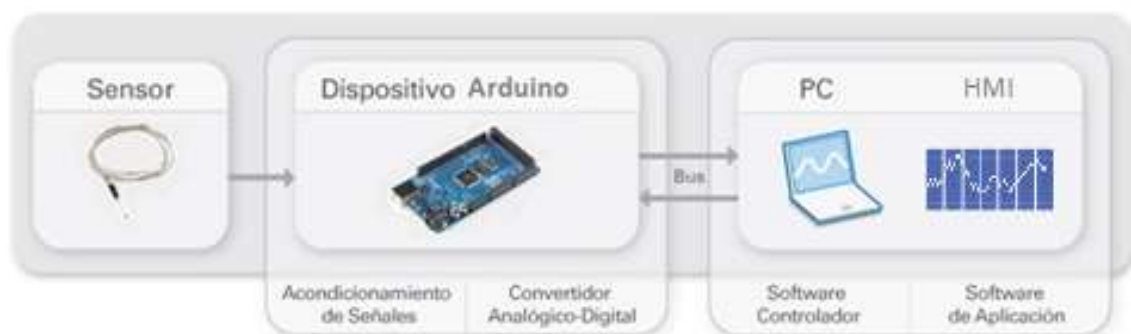 Sensor
Dispositivo Arduino
PC
HMI
Bus
Acondicionamiento
de Señales
Convertidor
Analógico-Digital
Software
Controlador
Software
de Aplicación